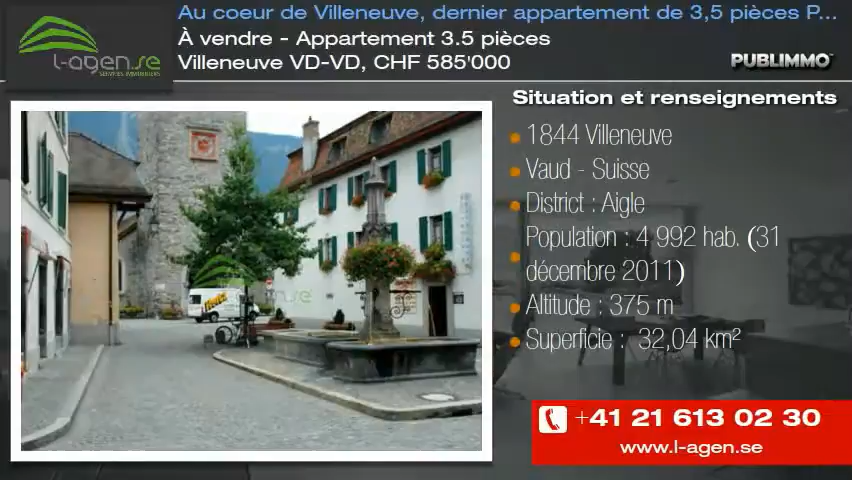 Au coeur de Villeneuve, dernier appartement de 3,5 pièces P...
À vendre - Appartement 3.5 pièces
Villeneuve VD-VD, CHF 585'000
l-agen.se
SERVICES IMMOBILIERS
PUBLIMMO
Situation et renseignements
1844 Villeneuve
Vaud - Suisse
District : Aigle
Population : 4 992 hab. (31
décembre 2011)
Altitude : 375 m
Superficie : 32,04 km²
+41 21 613 02 30
www.l-agen.se